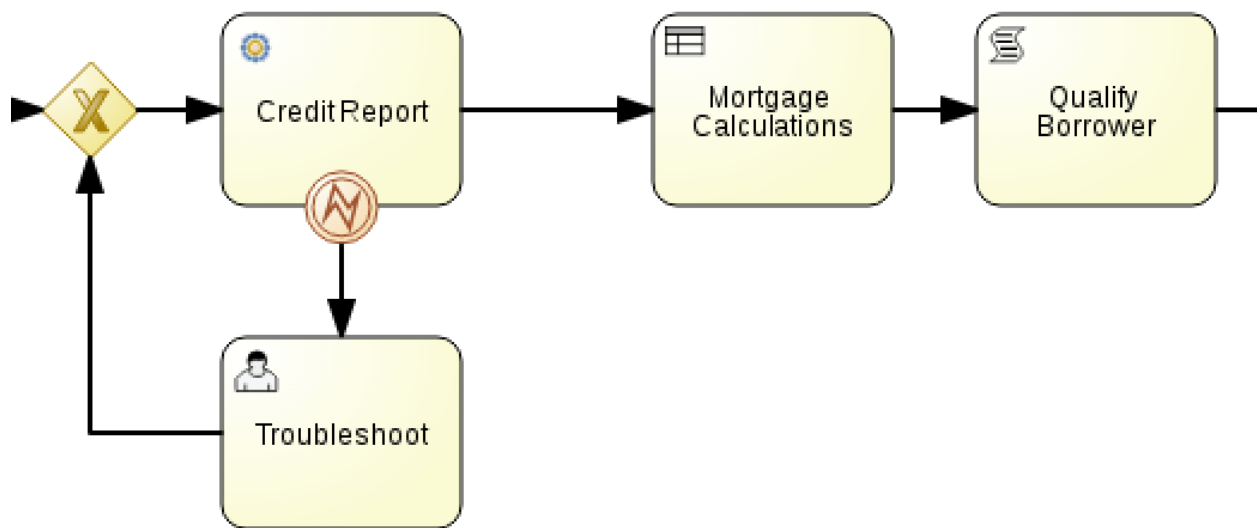 Credit Report
Mortgage
Calculations
Qualify
Borrower
Troubleshoot